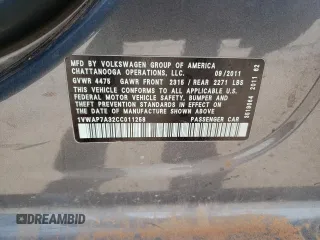 MFD. BY VOLKSWAGEN GROUP OF AMERICA
CHATTANOOGA OPERATIONS, LLC. 09/2011
GVWR 4476 GAWR FRONT 2316 / REAR 2271 LBS
THIS VEHICLE CONFORMS TO ALL APPLICABLE
FEDERAL MOTOR VEHICLE SAFETY, BUMPER, AND
THEFT PREVENTION STANDARDS IN EFFECT ON
THE DATE OF MANUFACTURE SHOWN ABOVE.
1VWAP7A32CC011258 PASSENGER CAR
DREAMBID